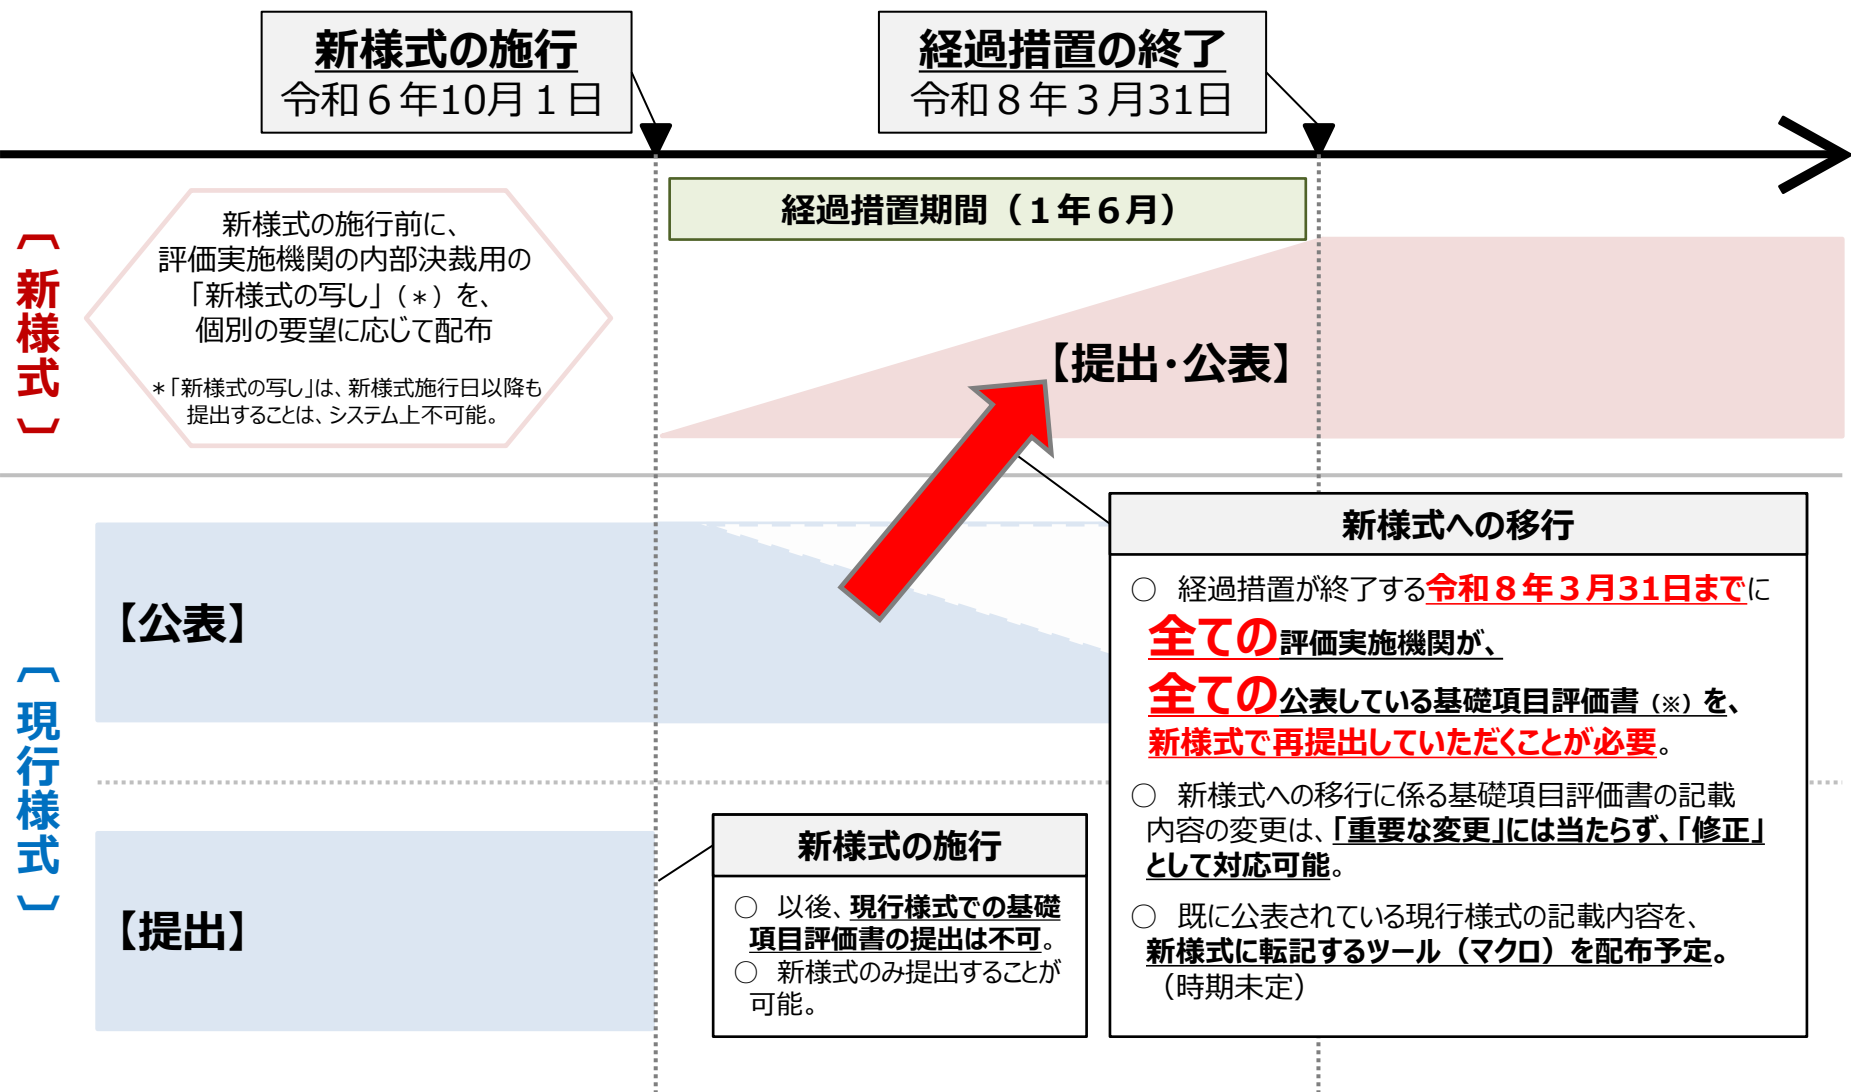 新様式の施行
令和６年10月１日
経過措置の終了
令和８年３月31日
経過措置期間（１年６月）
〔新様式〕
新様式の施行前に、
評価実施機関の内部決裁用の
「新様式の写し」（＊）を、
個別の要望に応じて配布
＊「新様式の写し」は、新様式施行日以降も
提出することは、システム上不可能。
【提出・公表】
〔現行様式〕
【公表】
【提出】
新様式の施行
○　以後、現行様式での基礎
項目評価書の提出は不可。
○　新様式のみ提出することが
可能。
新様式への移行
○　経過措置が終了する令和８年３月31日までに
全ての評価実施機関が、
全ての公表している基礎項目評価書（※）を、
新様式で再提出していただくことが必要。
○　新様式への移行に係る基礎項目評価書の記載
内容の変更は、「重要な変更」には当たらず、「修正」
として対応可能。
○　既に公表されている現行様式の記載内容を、
新様式に転記するツール（マクロ）を配布予定。
（時期未定）